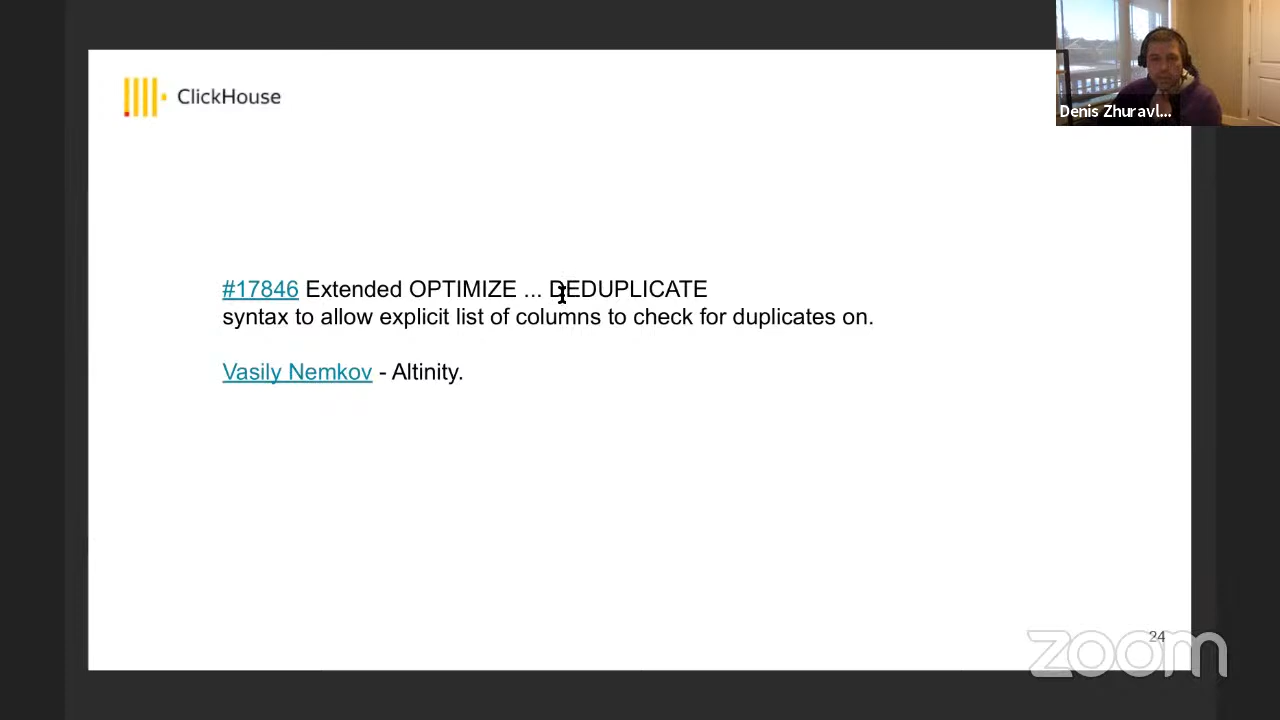 ClickHouse
Denis Zhuravl...
#17846 Extended OPTIMIZE ... DEDUPLICATE
syntax to allow explicit list of columns to check for duplicates on.
Vasily Nemkov - Altinity.
24
zoom